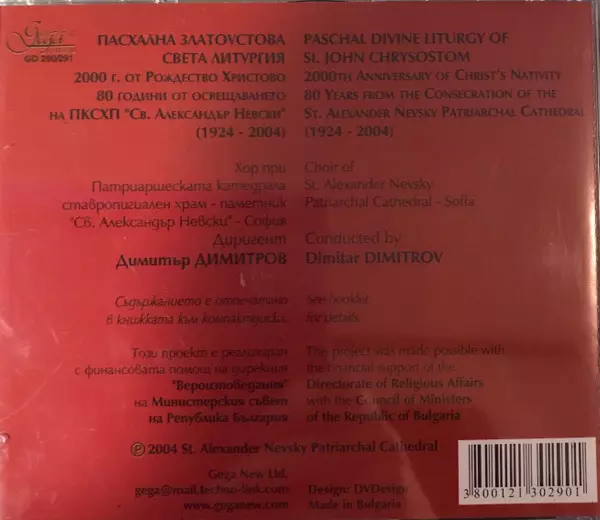 Gega
GD 290/291
ПАСХАЛНА ЗЛАТОУСТОВА
СВЕТА ЛИТУРГИЯ
2000 г. от Рождество Христово
80 години от освещаването
на ПКСХП "Св. Александър Невски"
(1924 - 2004)
PASCHAL DIVINE LITURGY OF
ST. JOHN CHRYSOSTOM
2000th Anniversary of Christ's Nativity
80 Years from the Consecration of the
St. Alexander Nevsky Patriarchal Cathedral
(1924 - 2004)
Хор при
Патриаршеската катедрала
ставропигиален храм - паметник
"Св. Александър Невски" - София
Диригент
Димитър ДИМИТРОВ
Choir of
St. Alexander Nevsky
Patriarchal Cathedral - Sofia
Conducted by
Dimitar DIMITROV
Съдържанието е отпечатано
в книжката към компактдиска.
See booklet
for details.
Този проект е реализиран
с финансовата помощ на дирекция
"Вероизповедания"
на Министерския съвет
на Република България
The project was made possible with
the financial support of the
Directorate of Religious Affairs
with the Council of Ministers
of the Republic of Bulgaria
℗ 2004 St. Alexander Nevsky Patriarchal Cathedral
Gega New Ltd.
gega@mail.techno-link.com
www.geganew.com
Design: DVDesign
Made in Bulgaria
3800121302901